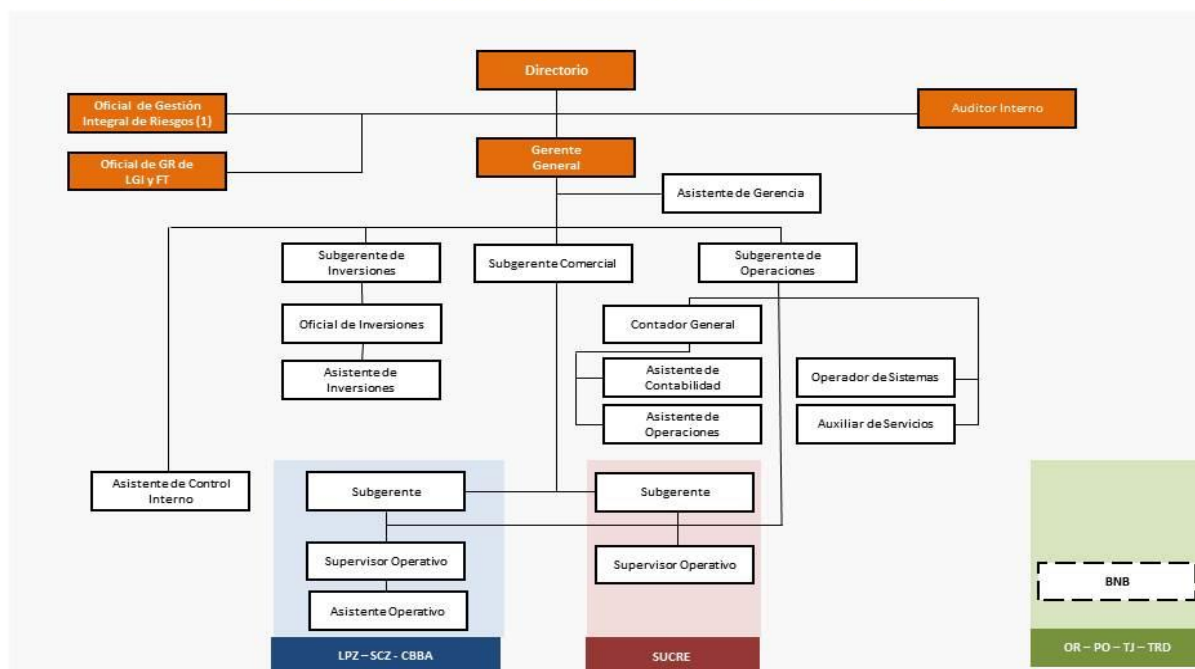 Directorio
Oficial de Gestión
Integral de Riesgos (1)
Auditor Interno
Oficial de GR de
LGI y FT
Gerente
General
Asistente de Gerencia
Subgerente de
Inversiones
Subgerente Comercial
Subgerente de
Operaciones
Oficial de Inversiones
Contador General
Asistente de
Inversiones
Asistente de
Contabilidad
Operador de Sistemas
Asistente de
Operaciones
Auxiliar de Servicios
Asistente de Control
Interno
Subgerente
Subgerente
Supervisor Operativo
Supervisor Operativo
BNB
Asistente Operativo
LPZ – SCZ - CBBA
SUCRE
OR – PO – TJ – TRD